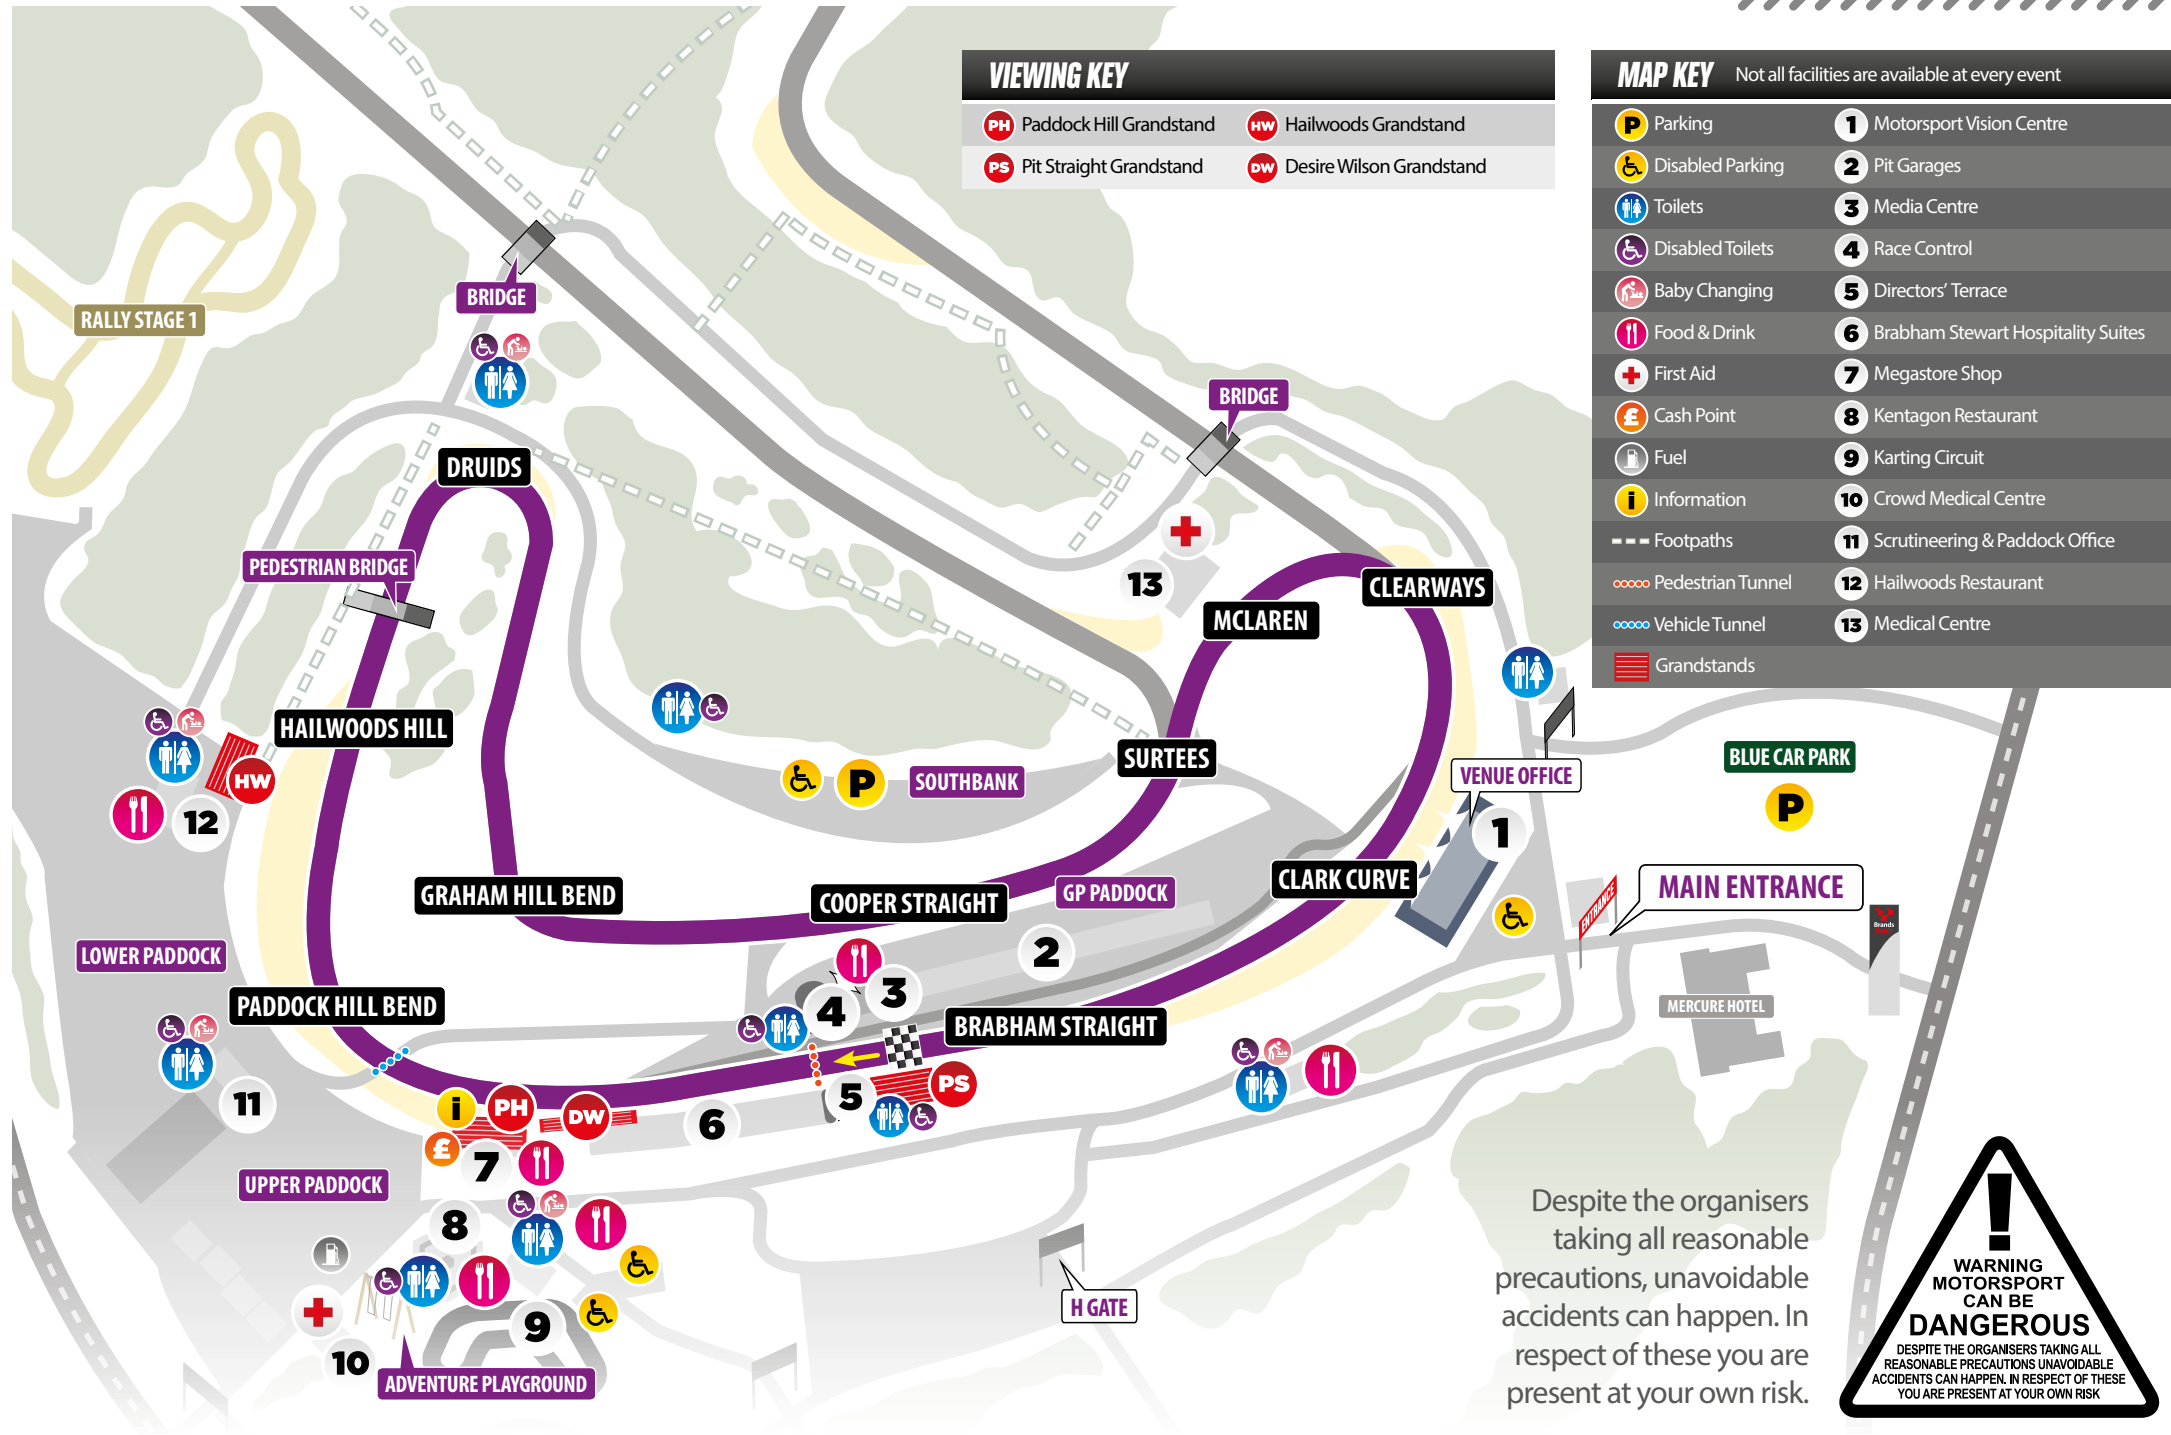 VIEWING KEY
PH Paddock Hill Grandstand
HW Hailwoods Grandstand
PS Pit Straight Grandstand
DW Desire Wilson Grandstand
MAP KEY Not all facilities are available at every event
P Parking
Disabled Parking
Toilets
Disabled Toilets
Baby Changing
Food & Drink
First Aid
£ Cash Point
Fuel
i Information
Footpaths
Pedestrian Tunnel
Vehicle Tunnel
Grandstands
1 Motorsport Vision Centre
2 Pit Garages
3 Media Centre
4 Race Control
5 Directors' Terrace
6 Brabham Stewart Hospitality Suites
7 Megastore Shop
8 Kentagon Restaurant
9 Karting Circuit
10 Crowd Medical Centre
11 Scrutineering & Paddock Office
12 Hailwoods Restaurant
13 Medical Centre
BRIDGE
RALLY STAGE 1
BRIDGE
DRUIDS
PEDESTRIAN BRIDGE
13
CLEARWAYS
MCLAREN
HAILWOODS HILL
SURTEES
HW
12
P
SOUTHBANK
VENUE OFFICE
1
BLUE CAR PARK
P
GRAHAM HILL BEND
COOPER STRAIGHT
GP PADDOCK
CLARK CURVE
ENTRANCE
MAIN ENTRANCE
Brands
2
LOWER PADDOCK
PADDOCK HILL BEND
3
4
BRABHAM STRAIGHT
MERCURE HOTEL
11
i
PH
DW
6
5
PS
£
7
UPPER PADDOCK
8
9
10
ADVENTURE PLAYGROUND
H GATE
Despite the organisers
taking all reasonable
precautions, unavoidable
accidents can happen. In
respect of these you are
present at your own risk.
!
WARNING
MOTORSPORT
CAN BE
DANGEROUS
DESPITE THE ORGANISERS TAKING ALL
REASONABLE PRECAUTIONS UNAVOIDABLE
ACCIDENTS CAN HAPPEN. IN RESPECT OF THESE
YOU ARE PRESENT AT YOUR OWN RISK